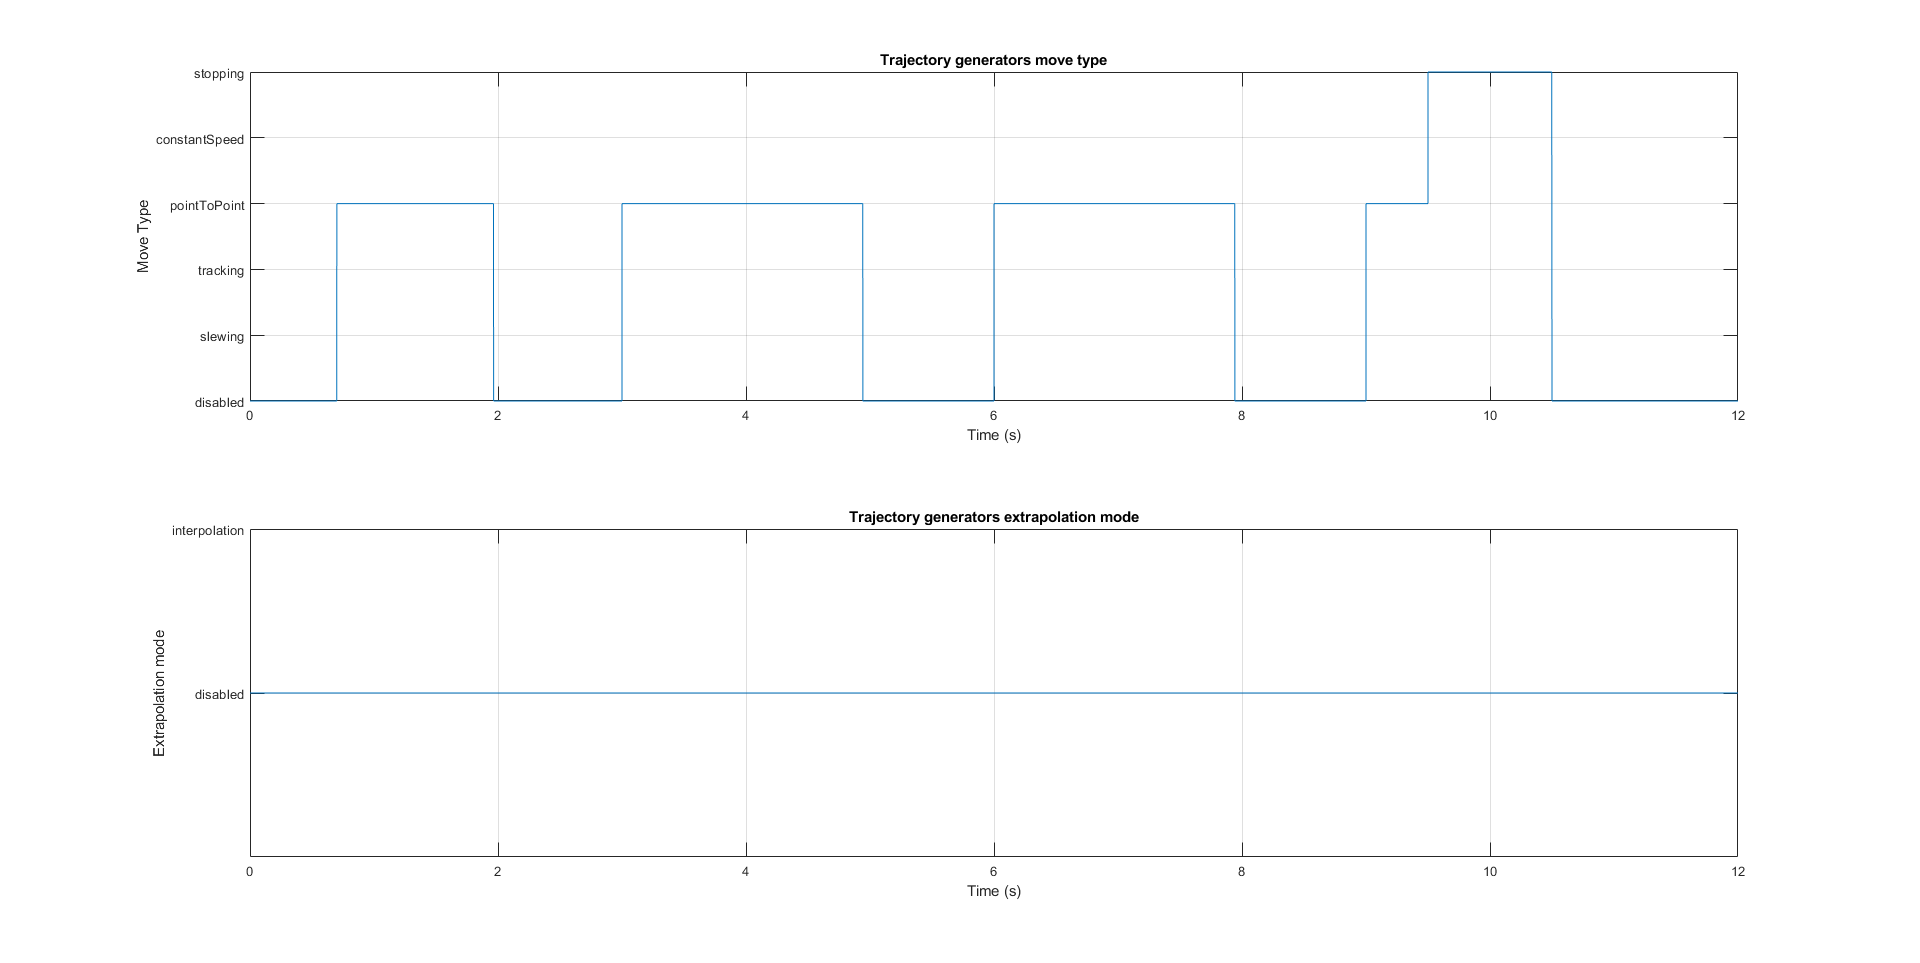 Trajectory generators move type
stopping
constantSpeed
pointToPoint
tracking
slewing
disabled
Move Type
0 2 4 6 8 10 12
Time (s)
Trajectory generators extrapolation mode
interpolation
disabled
Extrapolation mode
0 2 4 6 8 10 12
Time (s)